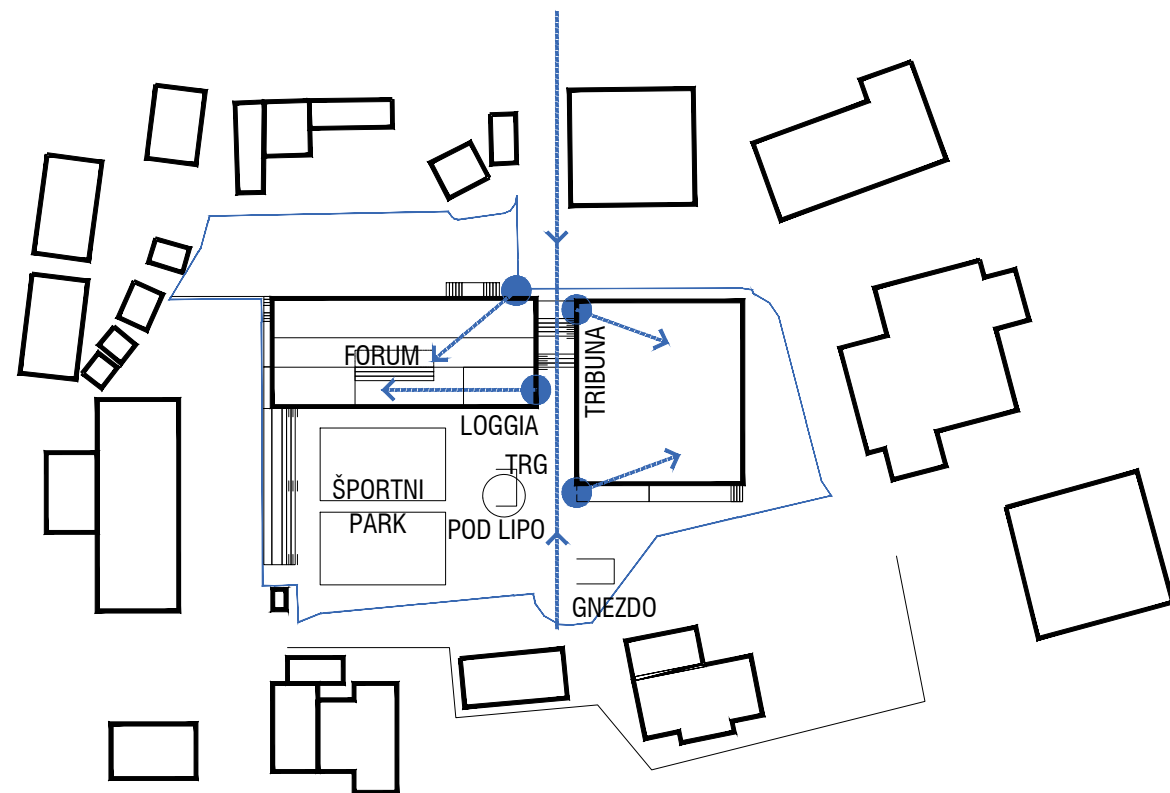 FORUM
TRIBUNA
LOGGIA
TRG
ŠPORTNI
PARK
POD LIPO
GNEZDO